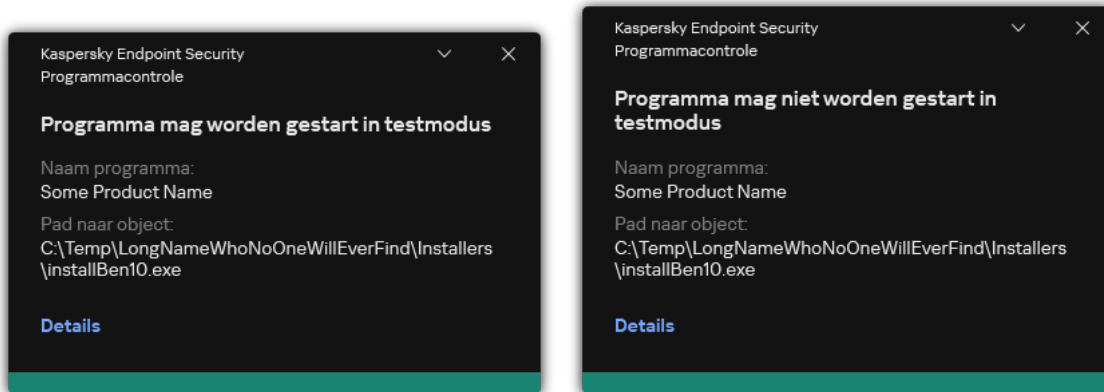 Kaspersky Endpoint Security
Programmacontrole
Programma mag worden gestart in testmodus
Naam programma:
Some Product Name
Pad naar object:
C:\Temp\LongNameWhoNoOneWillEverFind\Installers
\installBen10.exe
Details
Kaspersky Endpoint Security
Programmacontrole
Programma mag niet worden gestart in
testmodus
Naam programma:
Some Product Name
Pad naar object:
C:\Temp\LongNameWhoNoOneWillEverFind\Installers
\installBen10.exe
Details